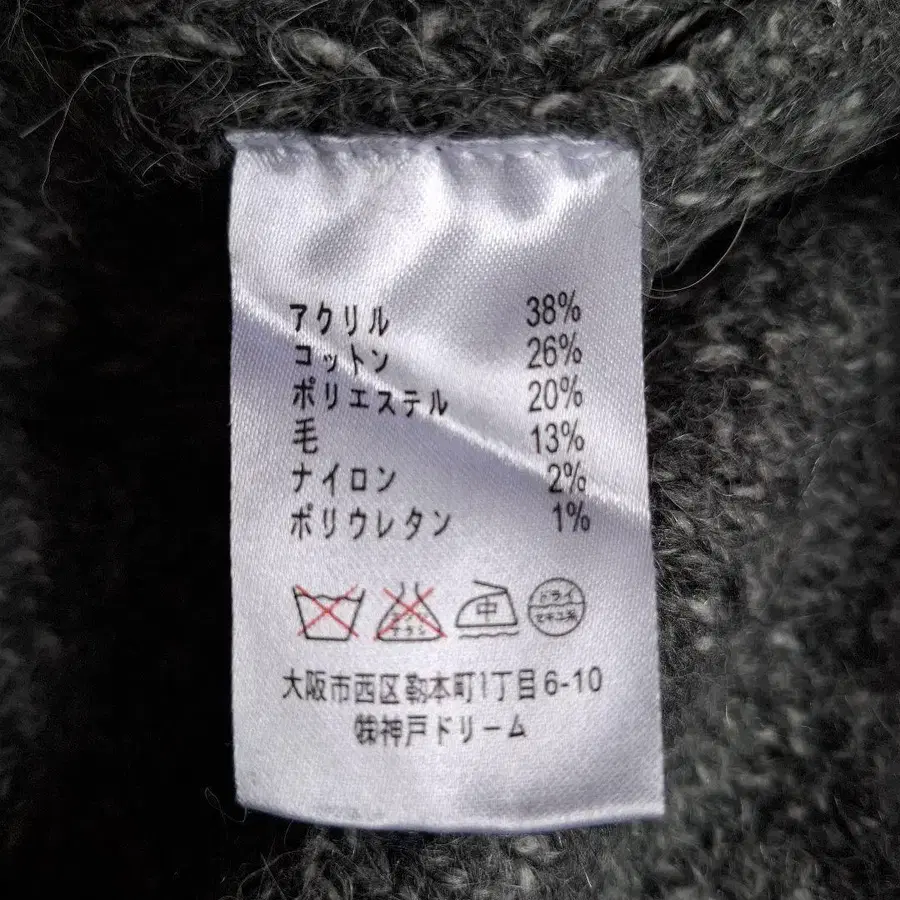 アクリル 38%
コットン 26%
ポリエステル 20%
毛 13%
ナイロン 2%
ポリウレタン 1%
中 ドライ
大阪市西区靭本町1丁目6-10
㈱神戸ドリーム